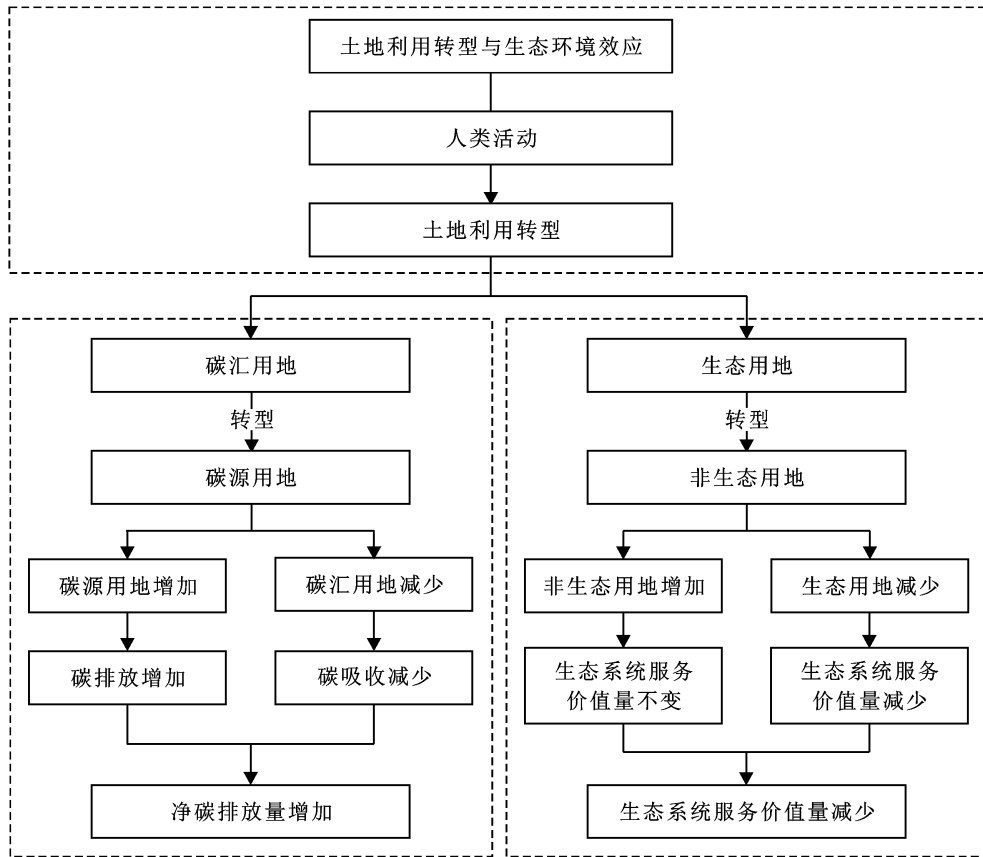 土地利用转型与生态环境效应
人类活动
土地利用转型
碳汇用地
转型
碳源用地
碳源用地增加
碳汇用地减少
碳排放增加
碳吸收减少
净碳排放量增加
生态用地
转型
非生态用地
非生态用地增加
生态用地减少
生态系统服务
价值量不变
生态系统服务
价值量减少
生态系统服务价值量减少